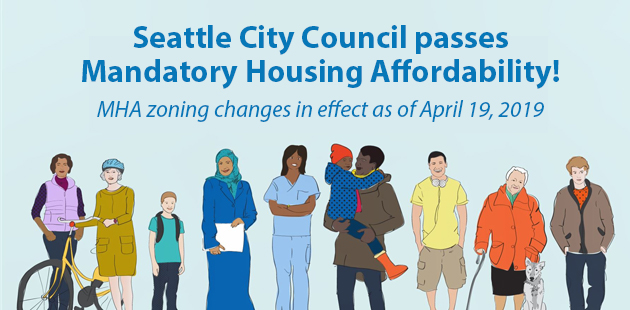 Seattle City Council passes
Mandatory Housing Affordability!
MHA zoning changes in effect as of April 19, 2019